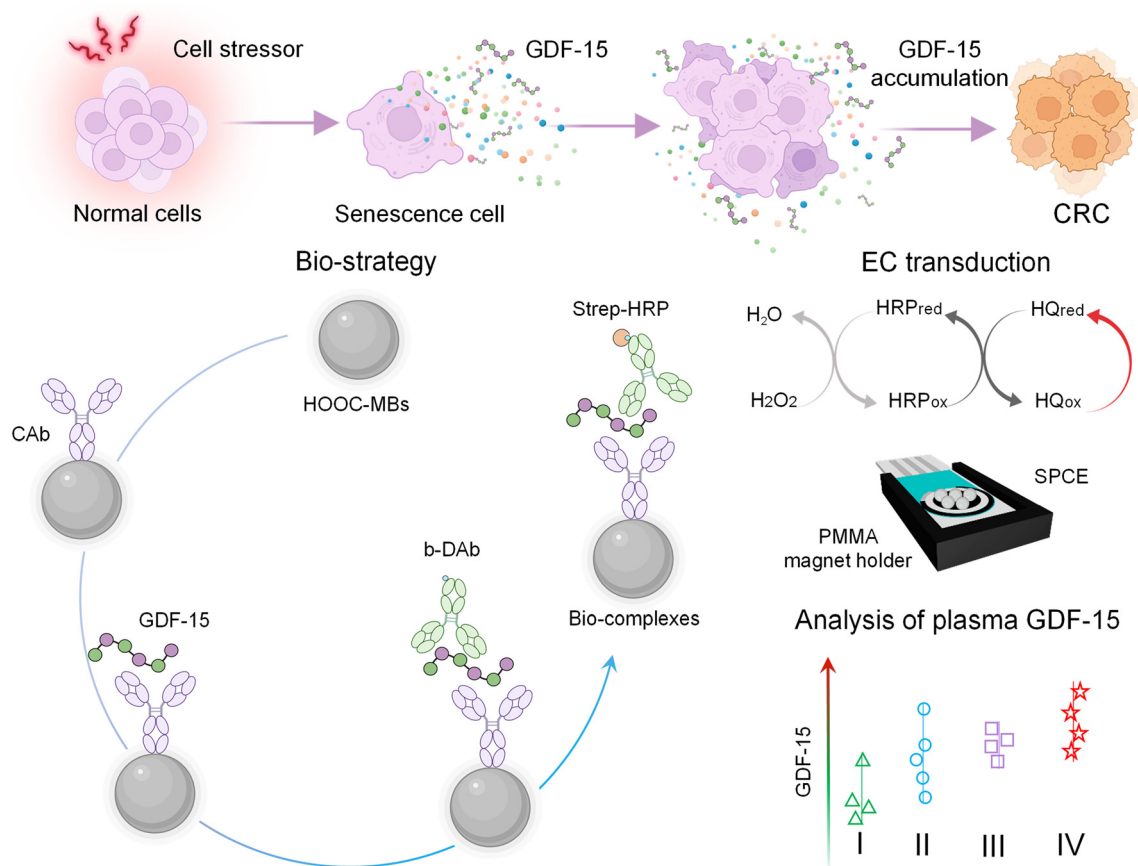 Cell stressor
GDF-15
GDF-15
accumulation
Normal cells
Senescence cell
CRC
Bio-strategy
EC transduction
HOOC-MBs
CAb
GDF-15
b-DAb
Strep-HRP
Bio-complexes
H₂O
HRPred
HQred
H2O2
HRPox
HQox
SPCE
PMMA
magnet holder
Analysis of plasma GDF-15
GDF-15
I
II
III
IV